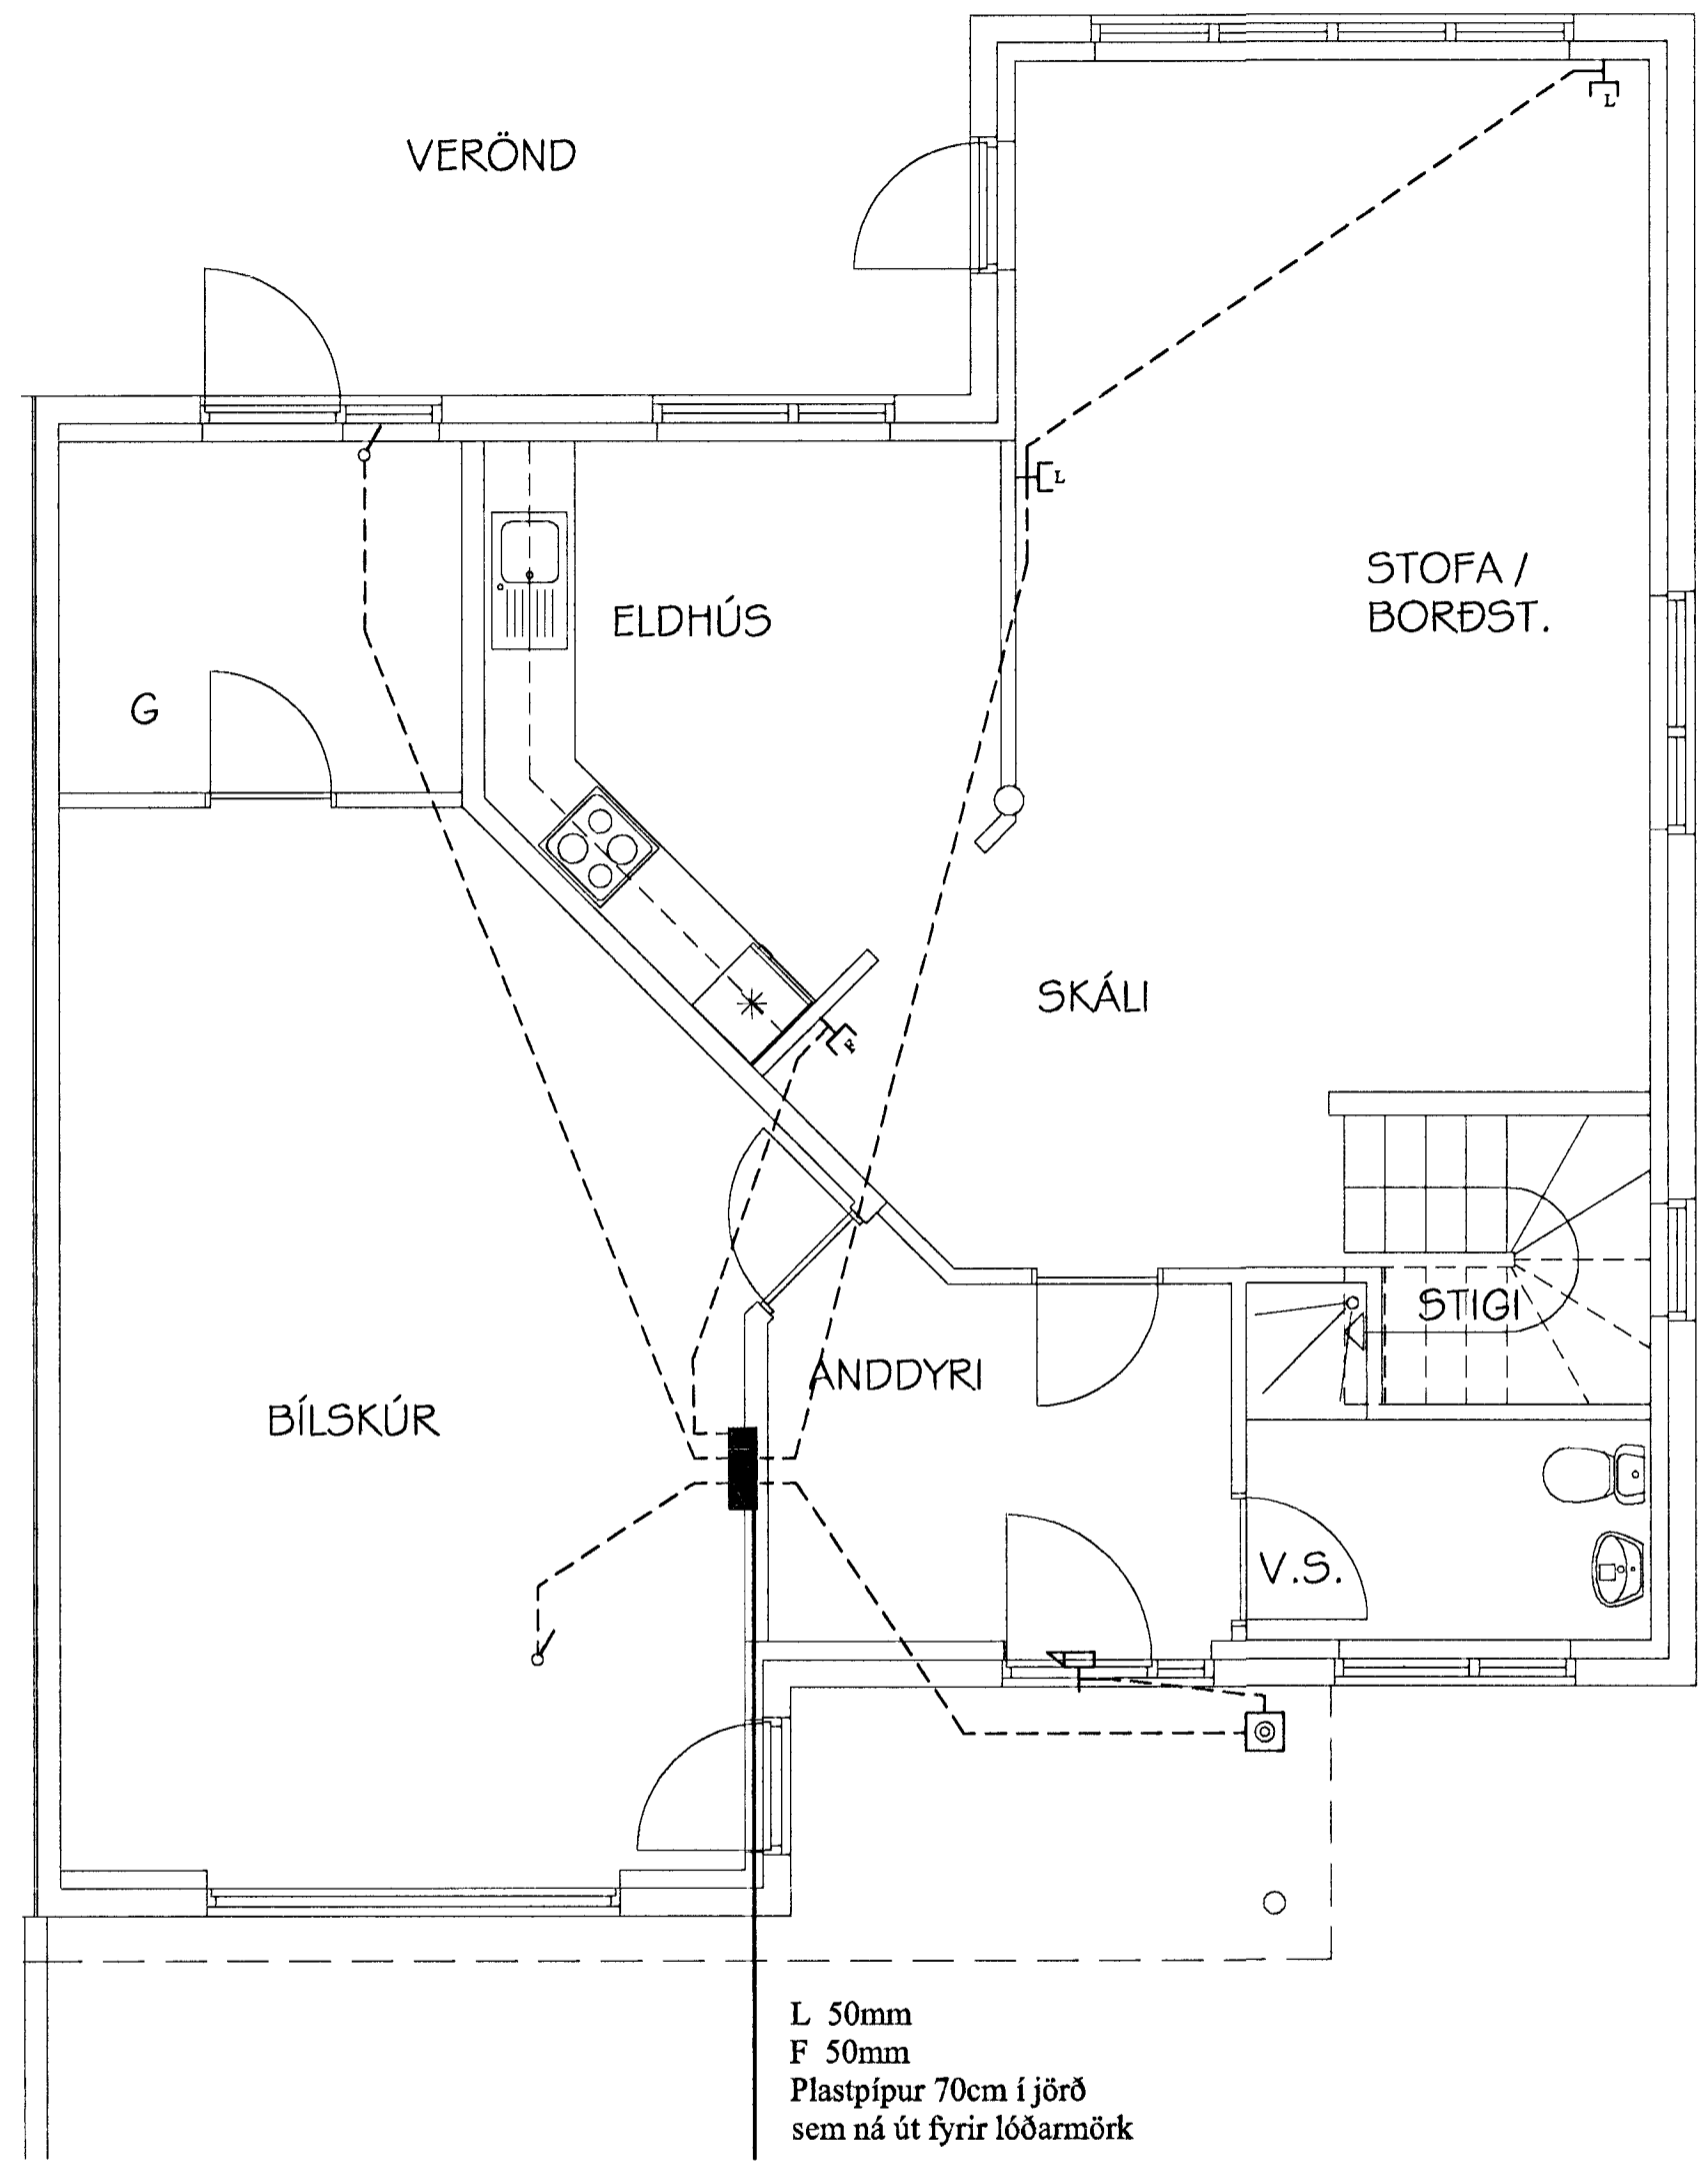 L
VERÖND
L
STOFA /
BORÐST.
ELDHÚS
G
SKÁLI
F
STIGI
ANDDYRI
BÍLSKÚR
V.S.
L 50mm
F 50mm
Plastpípur 70cm í jörð
sem ná út fyrir lóðarmörk